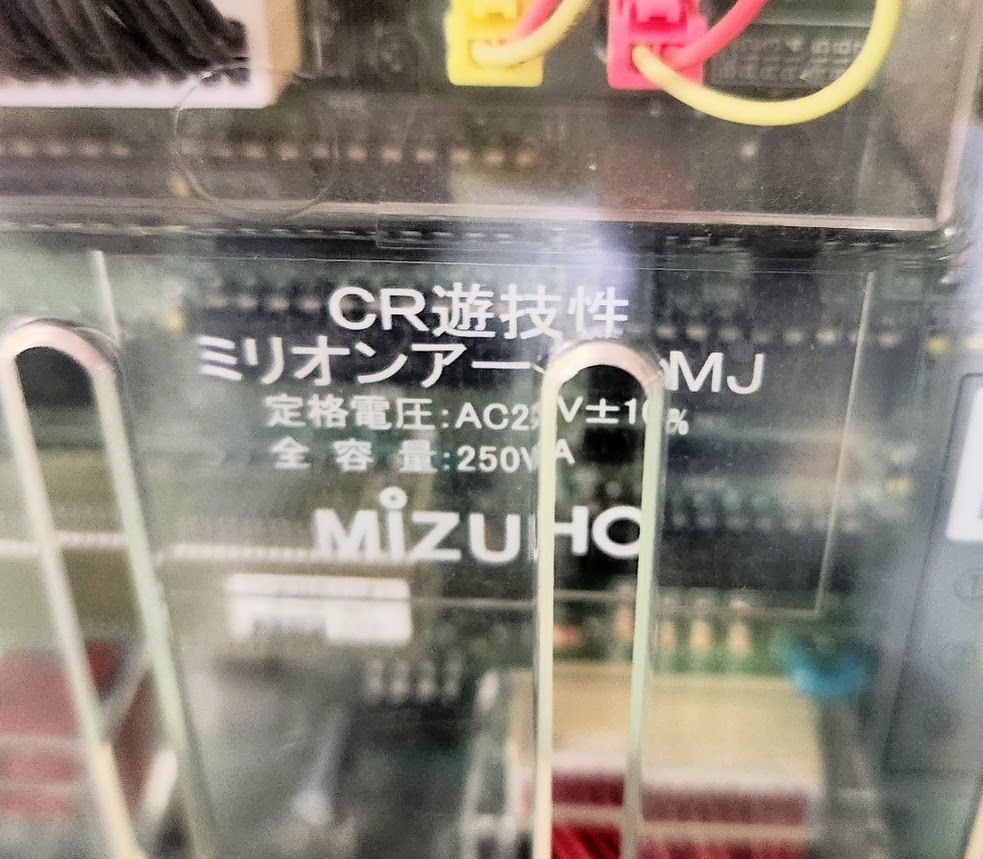 CR遊技性
ミリオンアー MJ
定格電圧:AC2 V±10%
全 容 量:250VA
MiZUHO